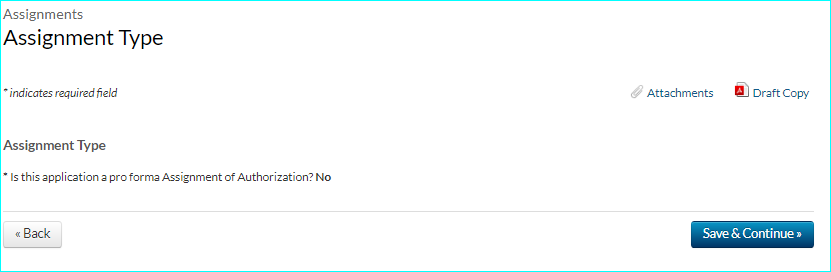 Assignments
Assignment Type
* indicates required field
Attachments
Draft Copy
Assignment Type
* Is this application a pro forma Assignment of Authorization? No
« Back
Save & Continue »